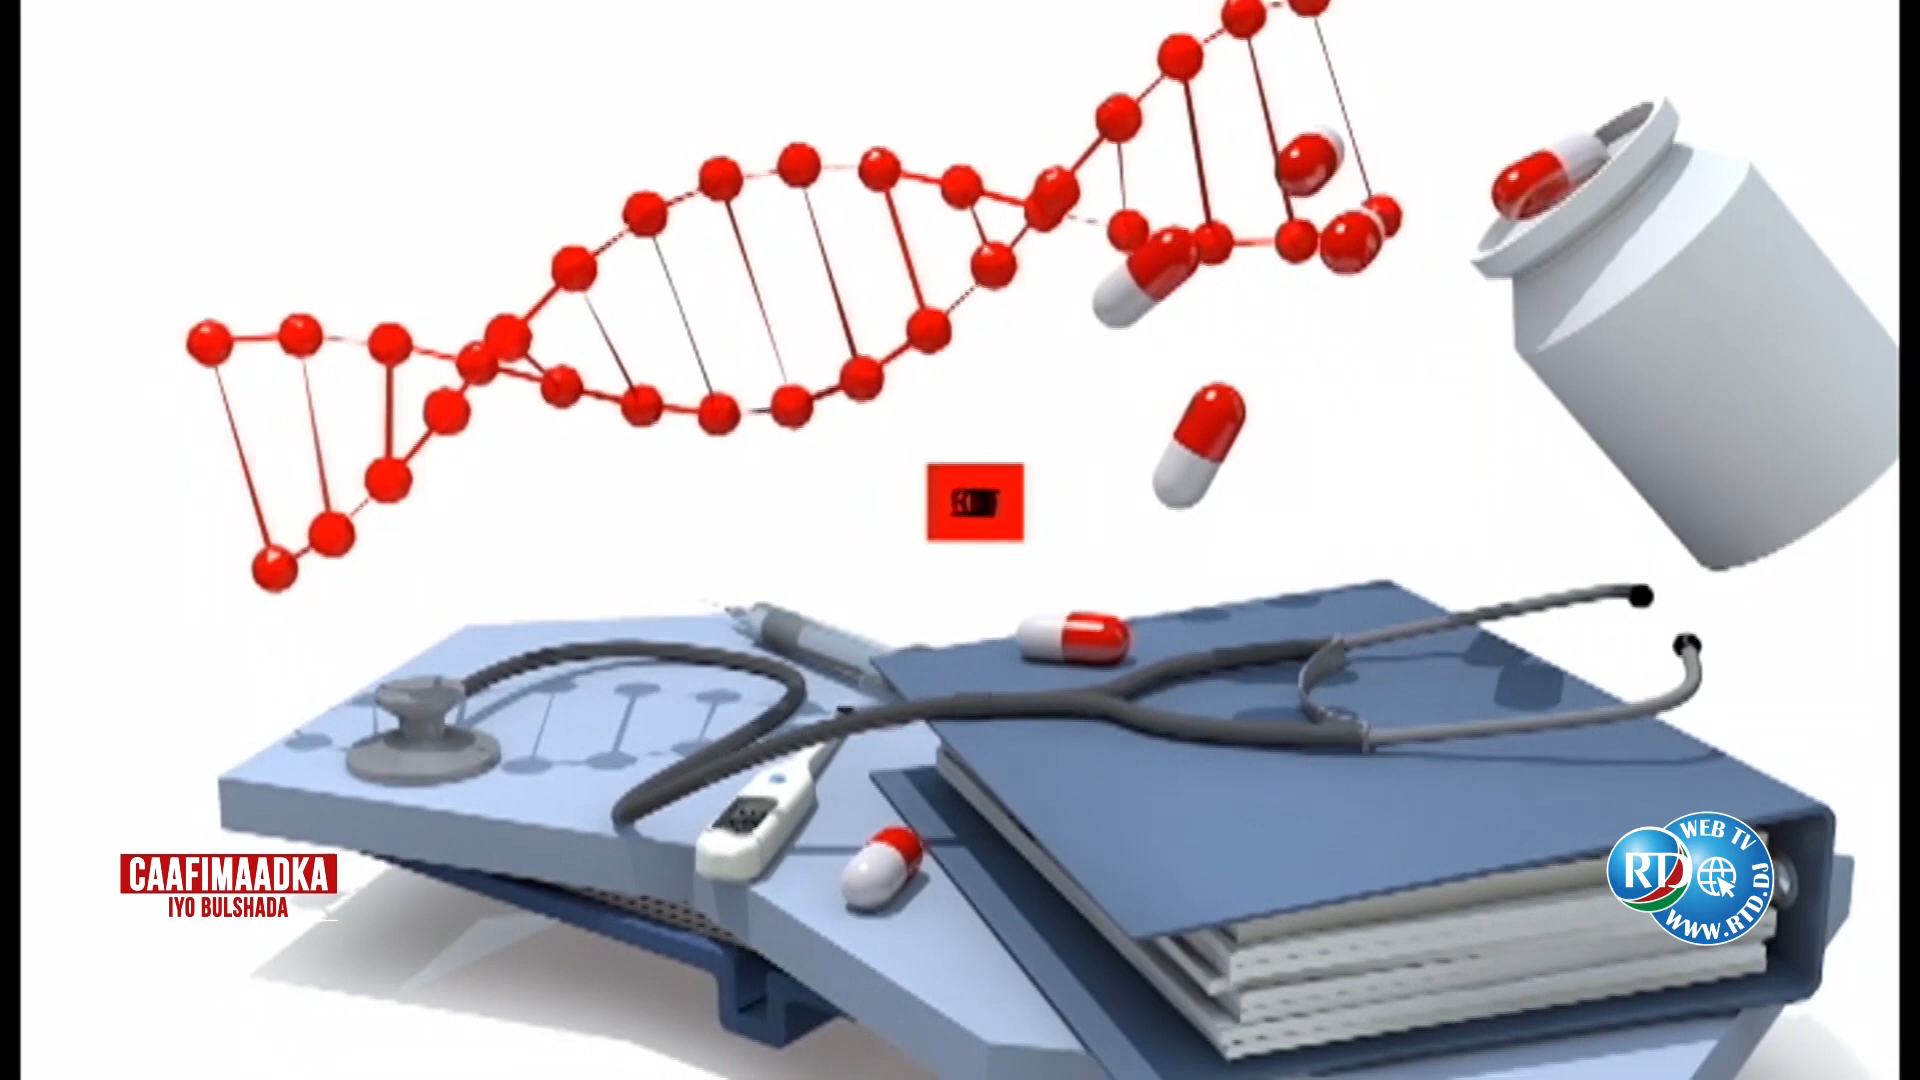 CAAFIMAADKA
IYO BULSHADA
WEB TV
RTD
WWW.RTD.DJ